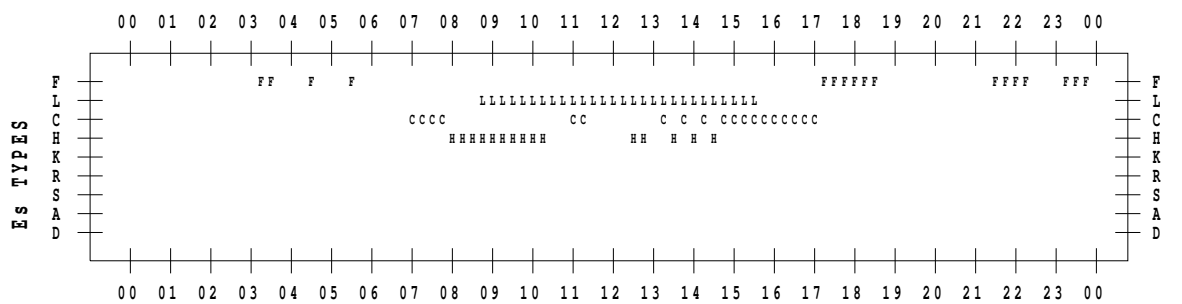 00 01 02 03 04 05 06 07 08 09 10 11 12 13 14 15 16 17 18 19 20 21 22 23 00
F FF F F FFFFFF FFFF FFF F
L LLLLLLLLLLLLLLLLLLLLLLLLLLLL L
C CCCC CC C C C CCCCCCCCCC C
H HHHHHHHHHH HH H H H H
K K
R R
S S
A A
D D
Es TYPES
00 01 02 03 04 05 06 07 08 09 10 11 12 13 14 15 16 17 18 19 20 21 22 23 00